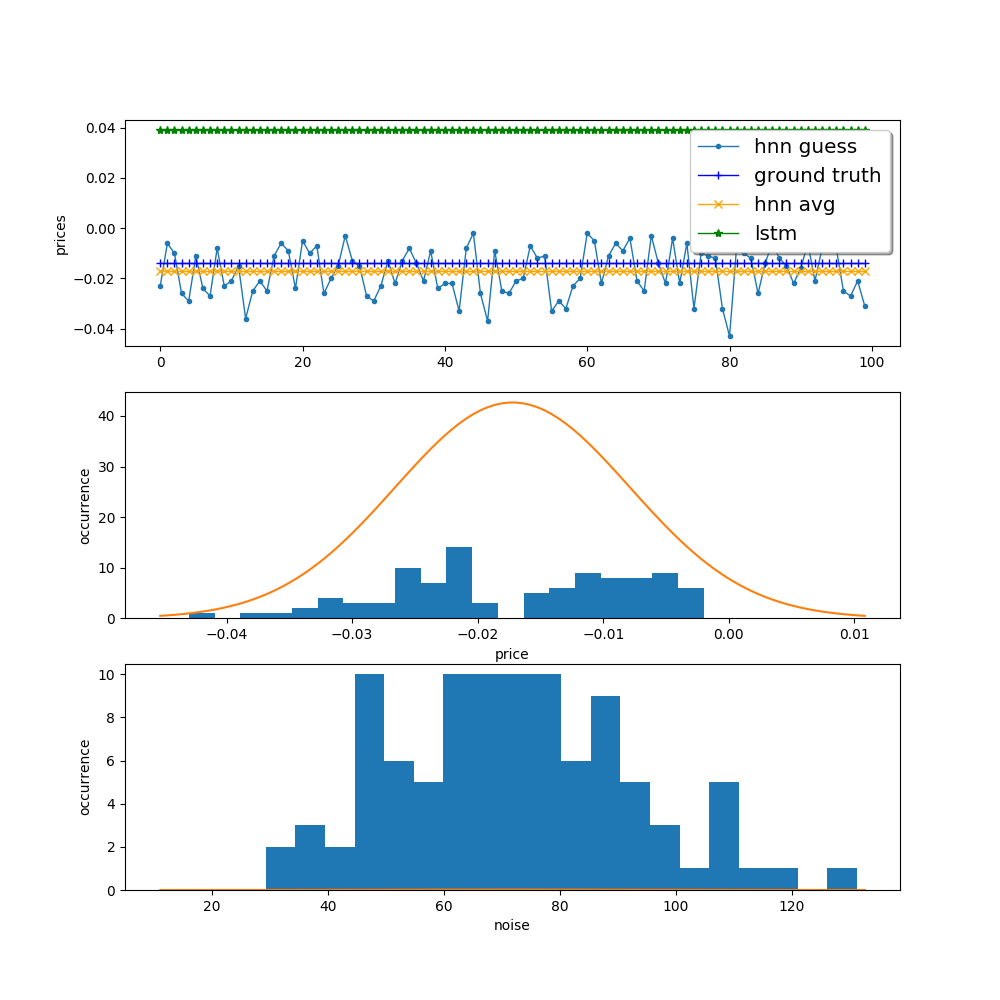 0.04
0.02
0.00
−0.02
−0.04
prices
hnn guess
ground truth
hnn avg
lstm
0 20 40 60 80 100
40
30
20
10
0
occurrence
−0.04 −0.03 −0.02 −0.01 0.00 0.01
price
10
8
6
4
2
0
occurrence
20 40 60 80 100 120
noise